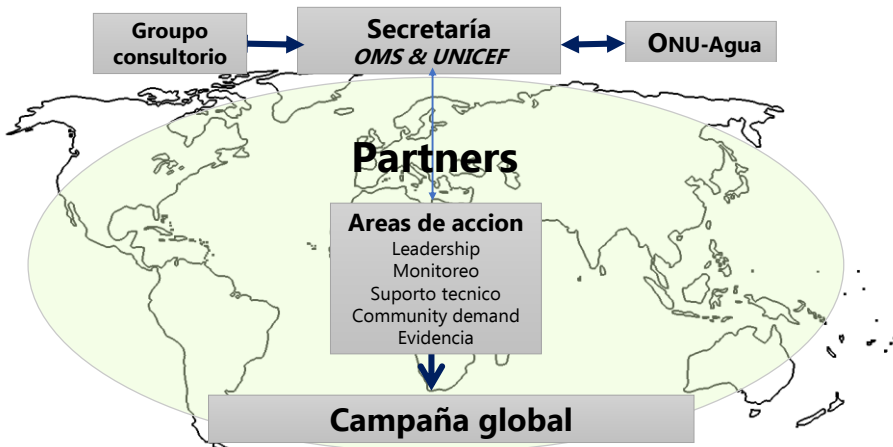 Groupo
consultorio
Secretaría
OMS & UNICEF
ONU-Agua
Partners
Areas de accion
Leadership
Monitoreo
Suporto tecnico
Community demand
Evidencia
Campaña global